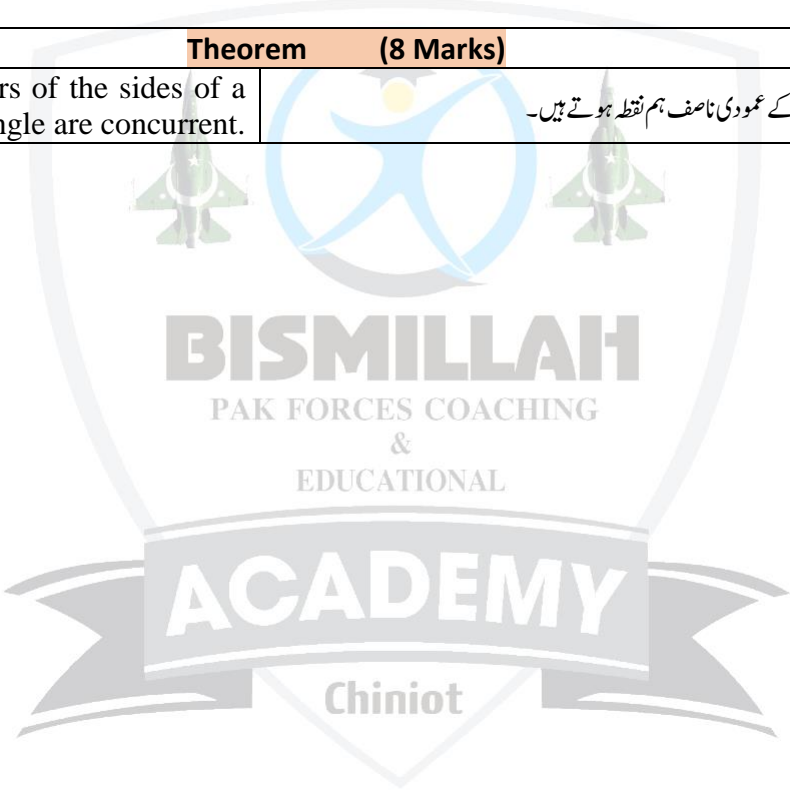 Theorem (8 Marks)
rs of the sides of a
ngle are concurrent.
کے عمودی ناصف ہم نقطہ ہوتے ہیں۔
BISMILLAH
PAK FORCES COACHING
&
EDUCATIONAL
ACADEMY
Chiniot